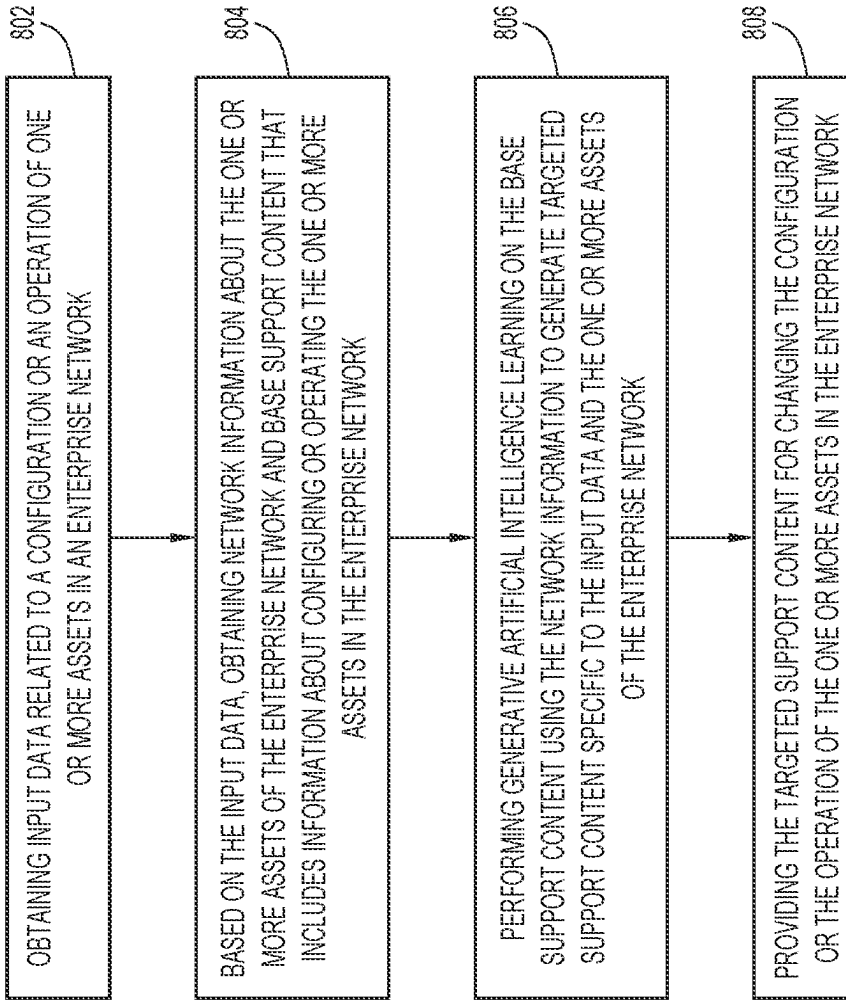 802
OBTAINING INPUT DATA RELATED TO A CONFIGURATION OR AN OPERATION OF ONE
OR MORE ASSETS IN AN ENTERPRISE NETWORK
804
BASED ON THE INPUT DATA, OBTAINING NETWORK INFORMATION ABOUT THE ONE OR
MORE ASSETS OF THE ENTERPRISE NETWORK AND BASE SUPPORT CONTENT THAT
INCLUDES INFORMATION ABOUT CONFIGURING OR OPERATING THE ONE OR MORE
ASSETS IN THE ENTERPRISE NETWORK
806
PERFORMING GENERATIVE ARTIFICIAL INTELLIGENCE LEARNING ON THE BASE
SUPPORT CONTENT USING THE NETWORK INFORMATION TO GENERATE TARGETED
SUPPORT CONTENT SPECIFIC TO THE INPUT DATA AND THE ONE OR MORE ASSETS
OF THE ENTERPRISE NETWORK
808
PROVIDING THE TARGETED SUPPORT CONTENT FOR CHANGING THE CONFIGURATION
OR THE OPERATION OF THE ONE OR MORE ASSETS IN THE ENTERPRISE NETWORK